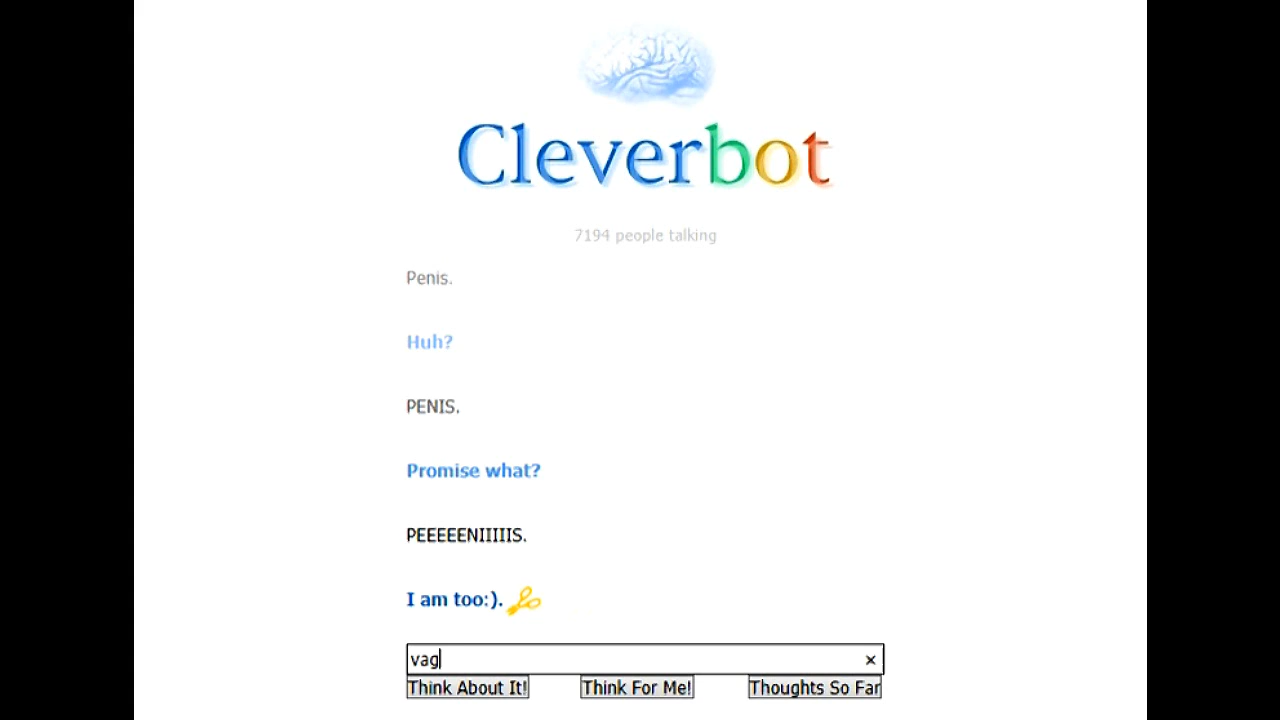 Cleverbot
7194 people talking
Penis.
Huh?
PENIS.
Promise what?
PEEEEENIIIIIS.
I am too:).
vag
×
Think About It! Think For Me! Thoughts So Far